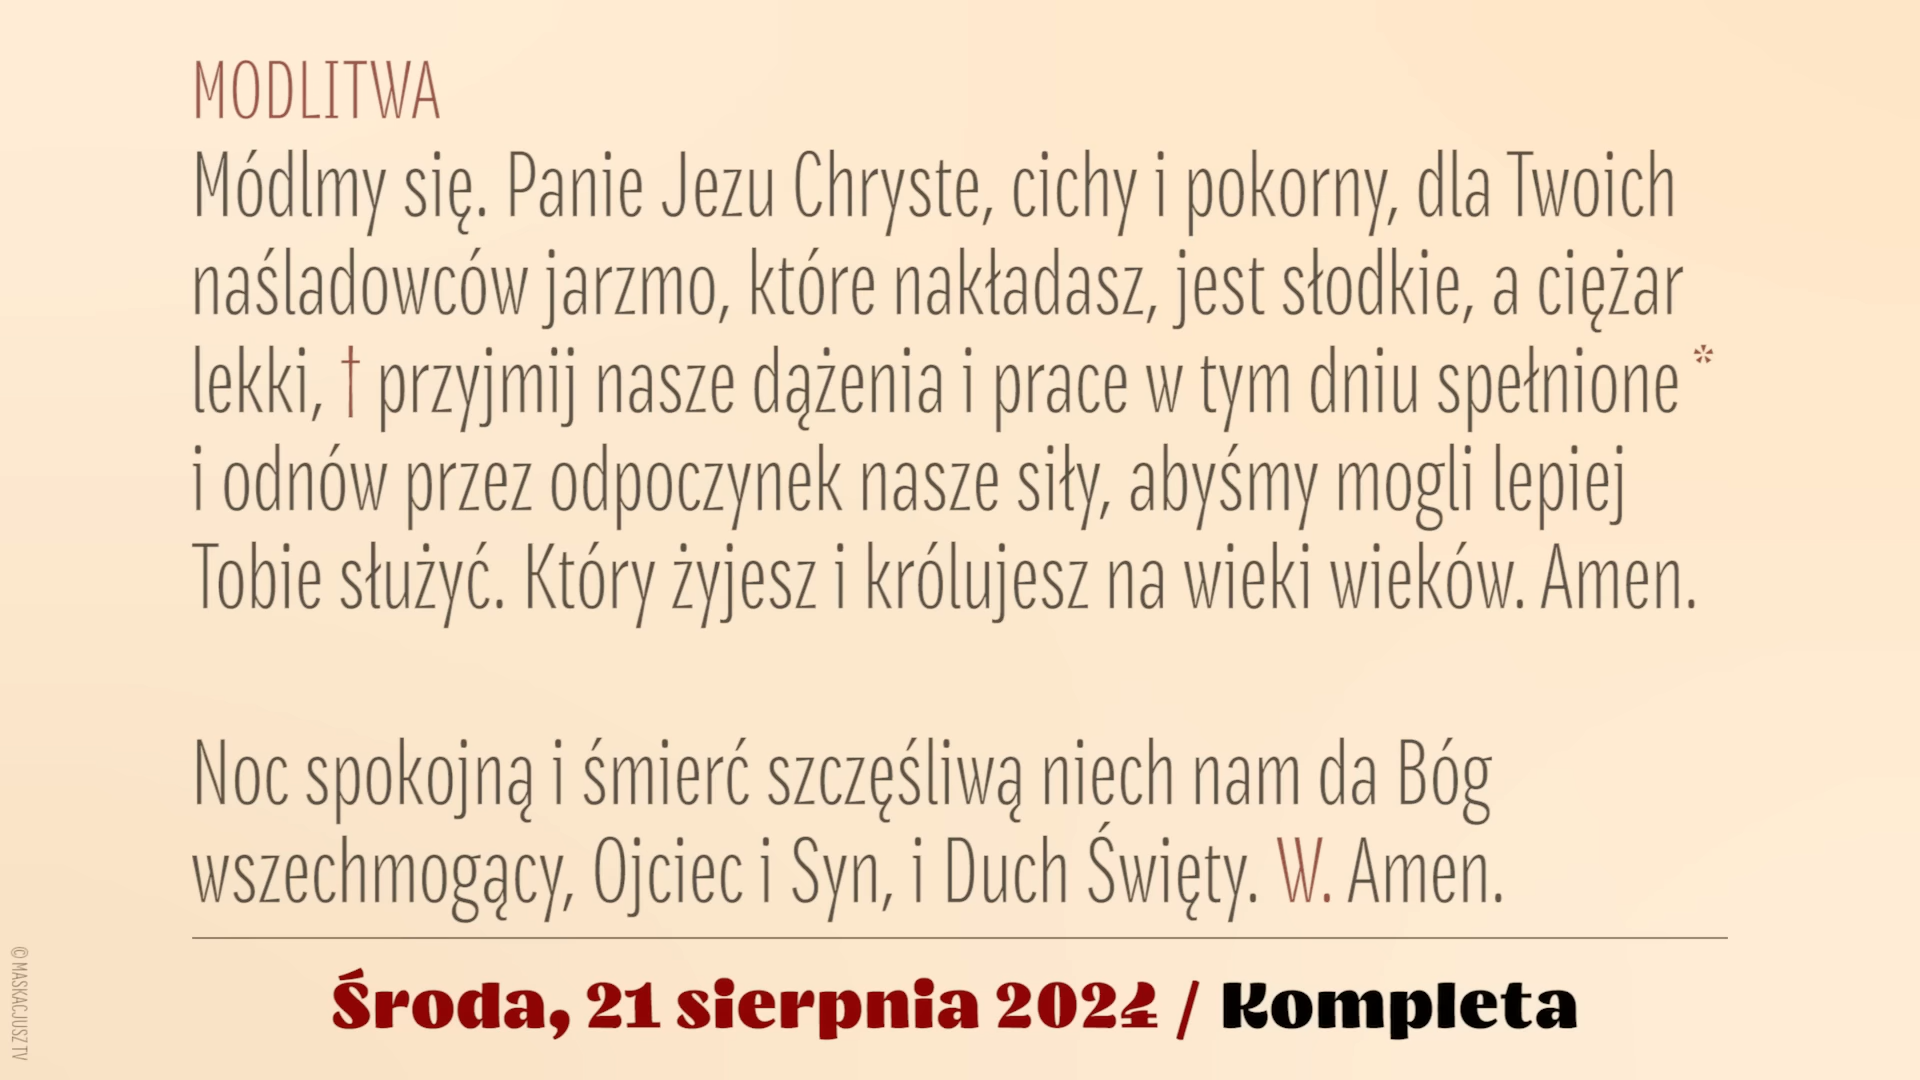 MODLITWA
Módlmy się. Panie Jezu Chryste, cichy i pokorny, dla Twoich
naśladowców jarzmo, które nakładasz, jest słodkie, a ciężar
lekki, † przyjmij nasze dążenia i prace w tym dniu spełnione *
i odnów przez odpoczynek nasze siły, abyśmy mogli lepiej
Tobie służyć. Który żyjesz i królujesz na wieki wieków. Amen.
Noc spokojną i śmierć szczęśliwą niech nam da Bóg
wszechmogący, Ojciec i Syn, i Duch Święty. W. Amen.
Środa, 21 sierpnia 2024 / Kompleta
© MASKACJUSZ TV